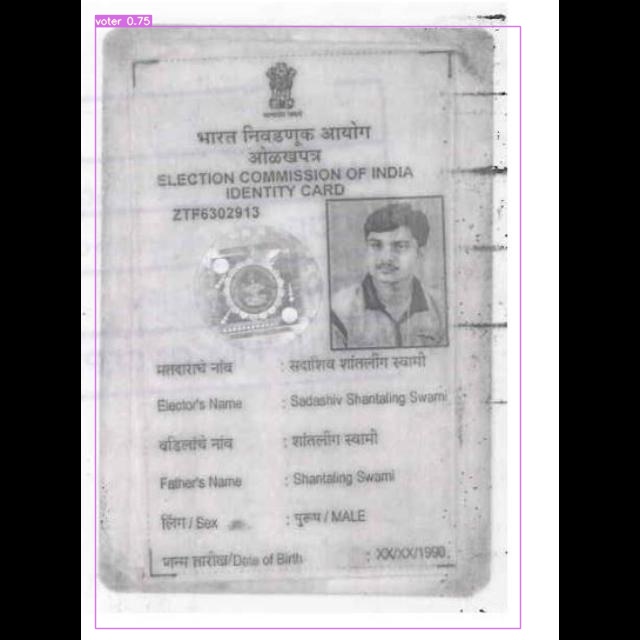 voter 0.75
भारत निवडणूक आयोग
ओळखपत्र
ELECTION COMMISSION OF INDIA
IDENTITY CARD
ZTF6302913
मतदाराचे नांव : सदाशिव शांतलींग स्वामी
Elector's Name : Sadashiv Shantaling Swami
वडिलांचे नांव : शांतलींग स्वामी
Father's Name : Shantaling Swami
लिंग / Sex : पुरूष / MALE
जन्म तारीख/Date of Birth : XX/XX/1990